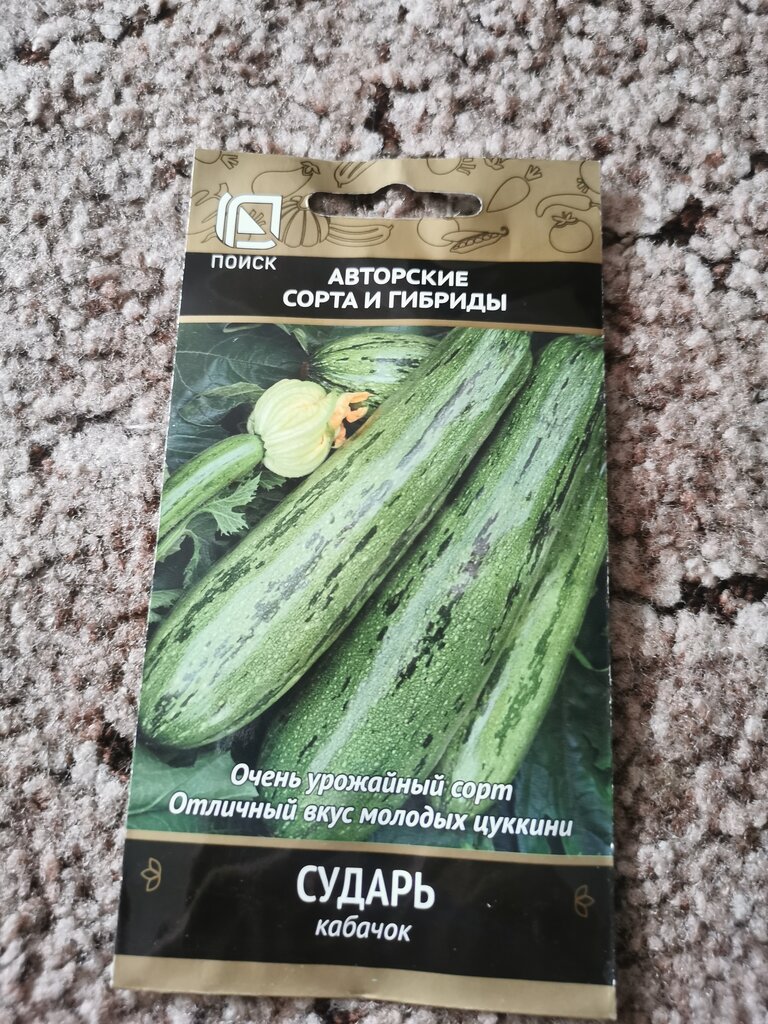 ПОИСК
АВТОРСКИЕ
СОРТА И ГИБРИДЫ
Очень урожайный сорт
Отличный вкус молодых цуккини
СУДАРЬ
кабачок